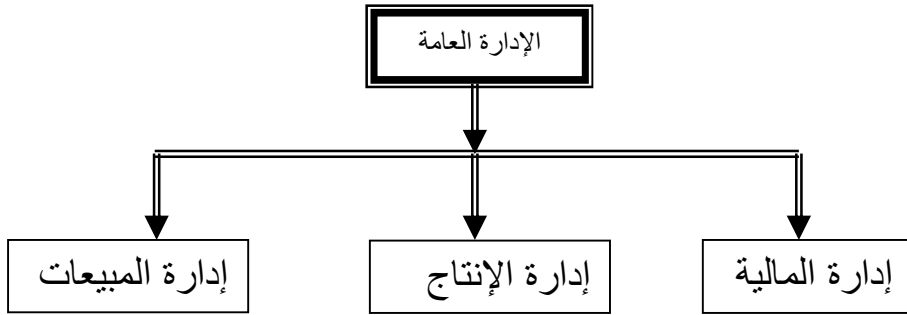 الإدارة العامة
إدارة المالية
إدارة الإنتاج
إدارة المبيعات